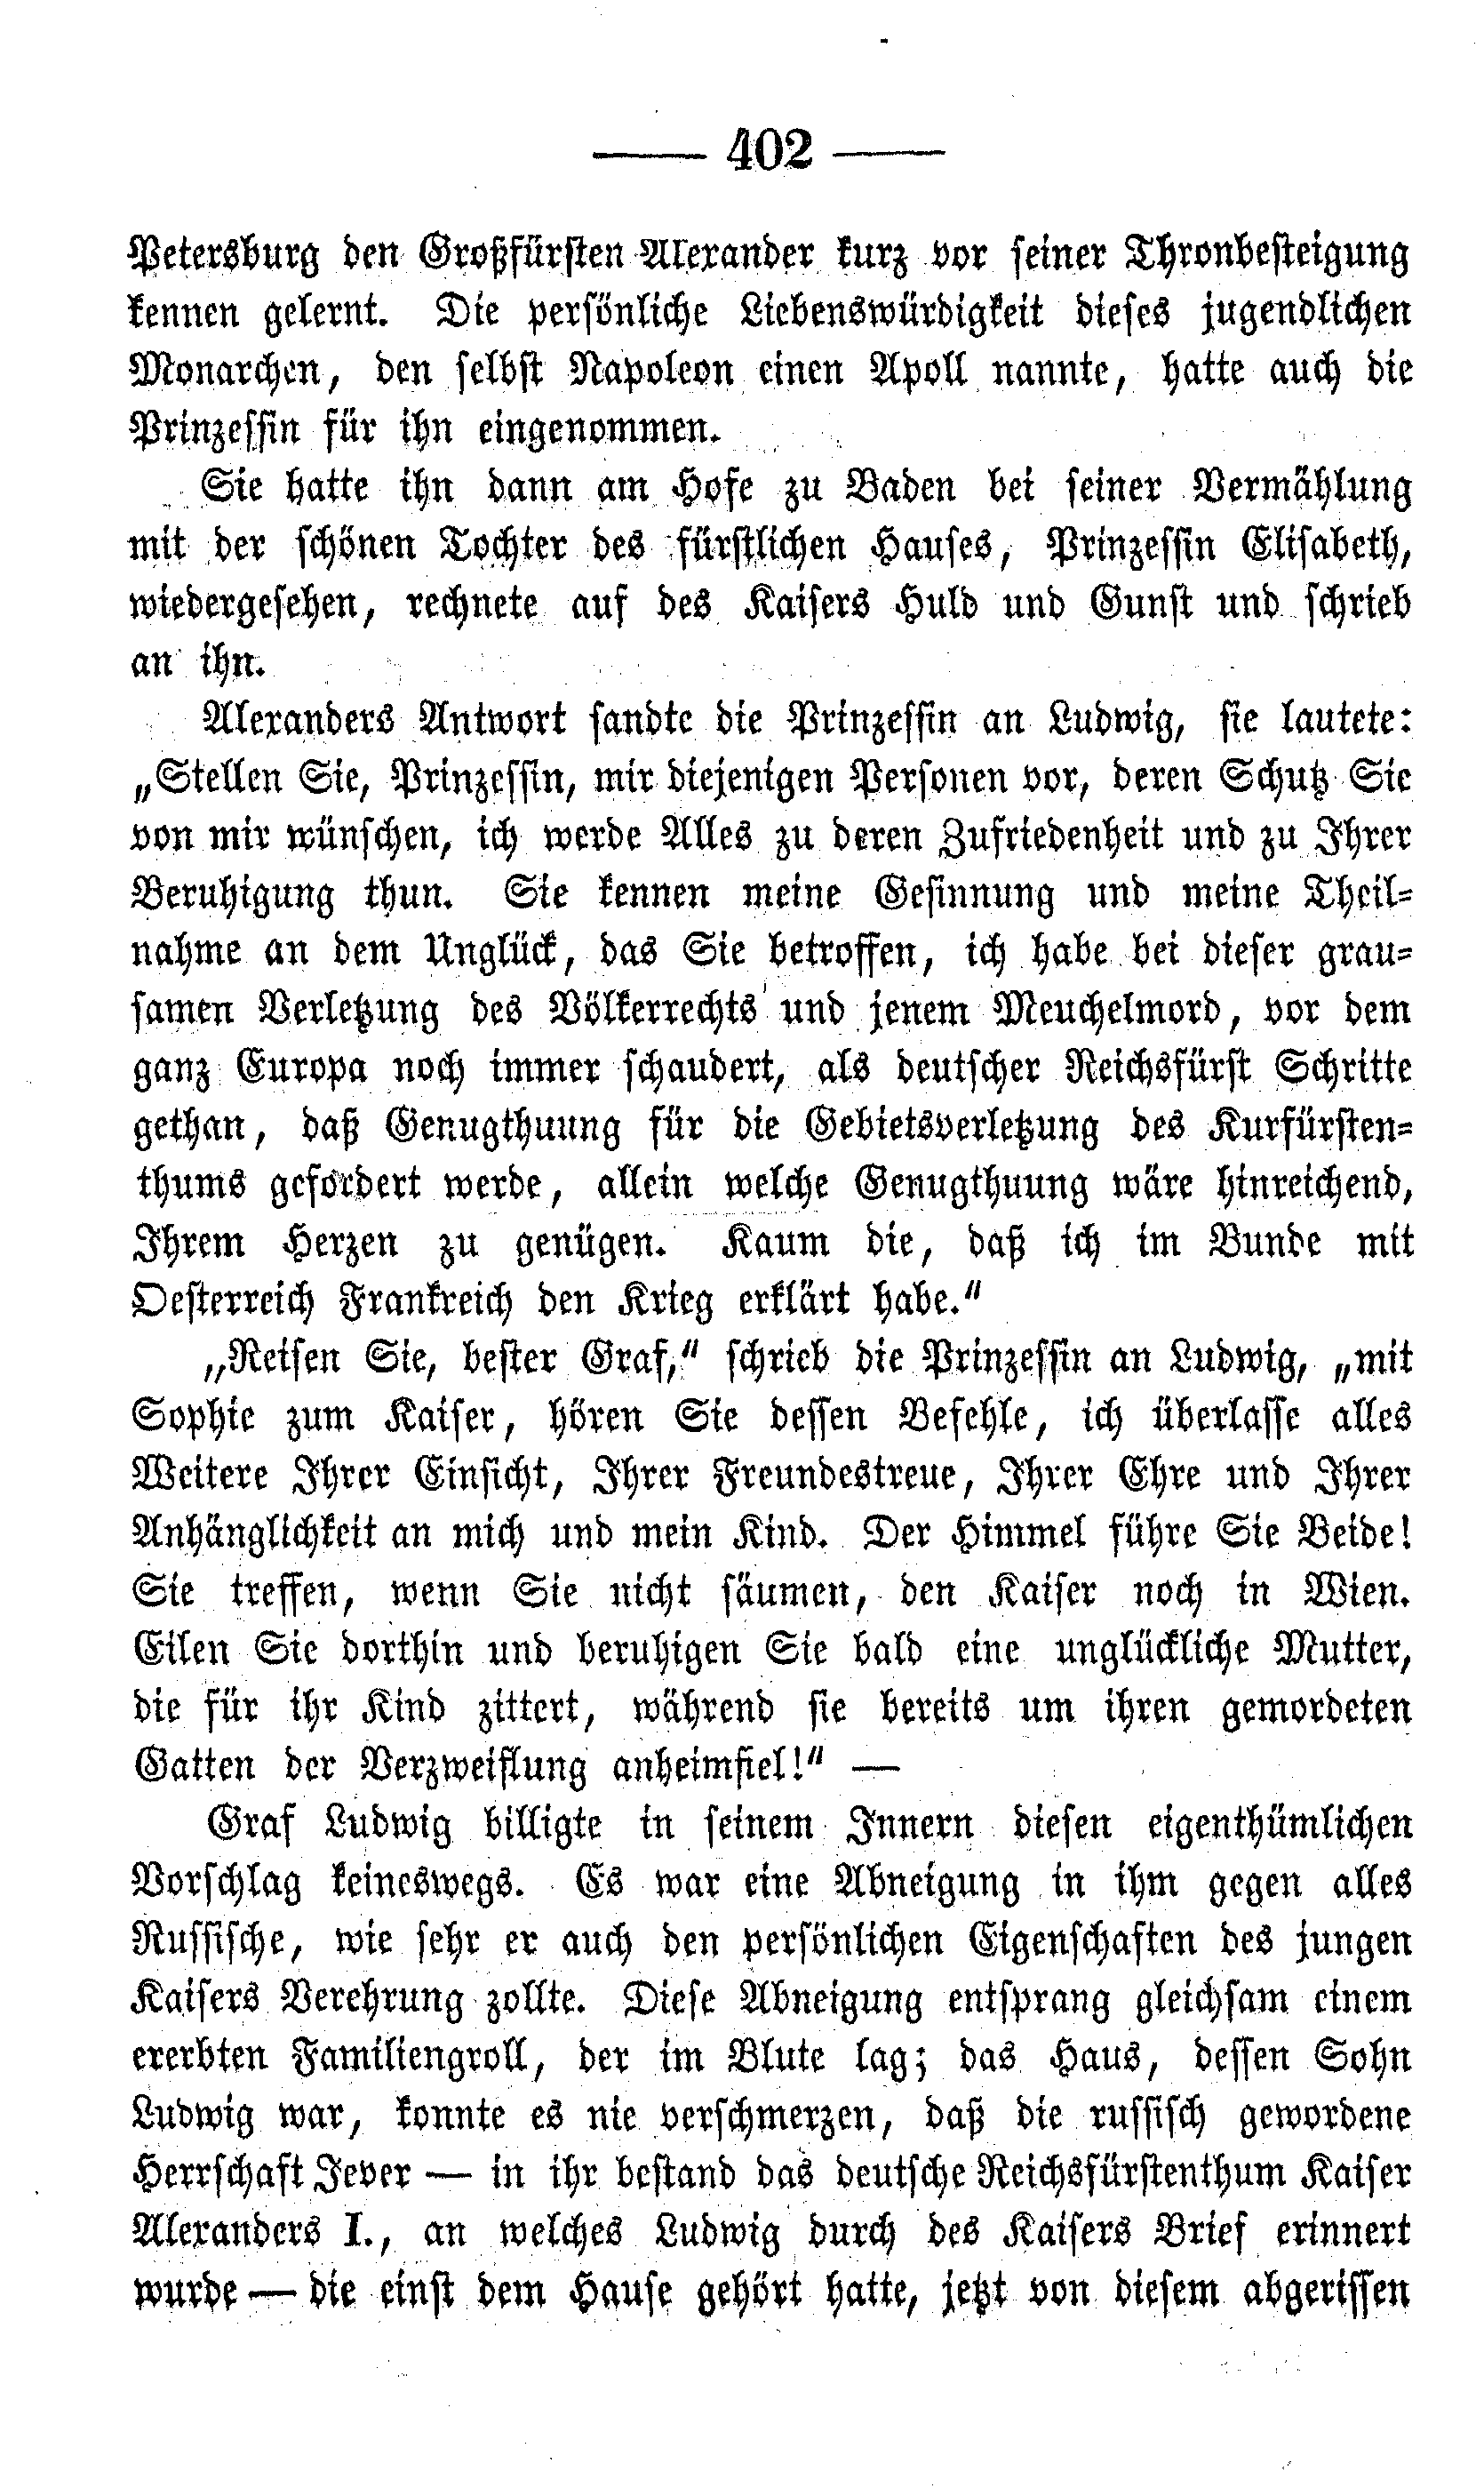 — 402 —
Petersburg den Großfürsten Alexander kurz vor seiner Thronbesteigung
kennen gelernt. Die persönliche Liebenswürdigkeit dieses jugendlichen
Monarchen, den selbst Napoleon einen Apoll nannte, hatte auch die
Prinzessin für ihn eingenommen.
Sie hatte ihn dann am Hofe zu Baden bei seiner Vermählung
mit der schönen Tochter des fürstlichen Hauses, Prinzessin Elisabeth,
wiedergesehen, rechnete auf des Kaisers Huld und Gunst und schrieb
an ihn.
Alexanders Antwort sandte die Prinzessin an Ludwig, sie lautete:
„Stellen Sie, Prinzessin, mir diejenigen Personen vor, deren Schutz Sie
von mir wünschen, ich werde Alles zu deren Zufriedenheit und zu Ihrer
Beruhigung thun. Sie kennen meine Gesinnung und meine Theil-
nahme an dem Unglück, das Sie betroffen, ich habe bei dieser grau-
samen Verletzung des Völkerrechts und jenem Meuchelmord, vor dem
ganz Europa noch immer schaudert, als deutscher Reichsfürst Schritte
gethan, daß Genugthuung für die Gebietsverletzung des Kurfürsten-
thums gefordert werde, allein welche Genugthuung wäre hinreichend,
Ihrem Herzen zu genügen. Kaum die, daß ich im Bunde mit
Oesterreich Frankreich den Krieg erklärt habe.“
„Reisen Sie, bester Graf,“ schrieb die Prinzessin an Ludwig, „mit
Sophie zum Kaiser, hören Sie dessen Befehle, ich überlasse alles
Weitere Ihrer Einsicht, Ihrer Freundestreue, Ihrer Ehre und Ihrer
Anhänglichkeit an mich und mein Kind. Der Himmel führe Sie Beide!
Sie treffen, wenn Sie nicht säumen, den Kaiser noch in Wien.
Eilen Sie dorthin und beruhigen Sie bald eine unglückliche Mutter,
die für ihr Kind zittert, während sie bereits um ihren gemordeten
Gatten der Verzweiflung anheimfiel!“ —
Graf Ludwig billigte in seinem Innern diesen eigenthümlichen
Vorschlag keineswegs. Es war eine Abneigung in ihm gegen alles
Russische, wie sehr er auch den persönlichen Eigenschaften des jungen
Kaisers Verehrung zollte. Diese Abneigung entsprang gleichsam einem
ererbten Familiengroll, der im Blute lag; das Haus, dessen Sohn
Ludwig war, konnte es nie verschmerzen, daß die russisch gewordene
Herrschaft Jever — in ihr bestand das deutsche Reichsfürstenthum Kaiser
Alexanders I., an welches Ludwig durch des Kaisers Brief erinnert
wurde — die einst dem Hause gehört hatte, jetzt von diesem abgerissen